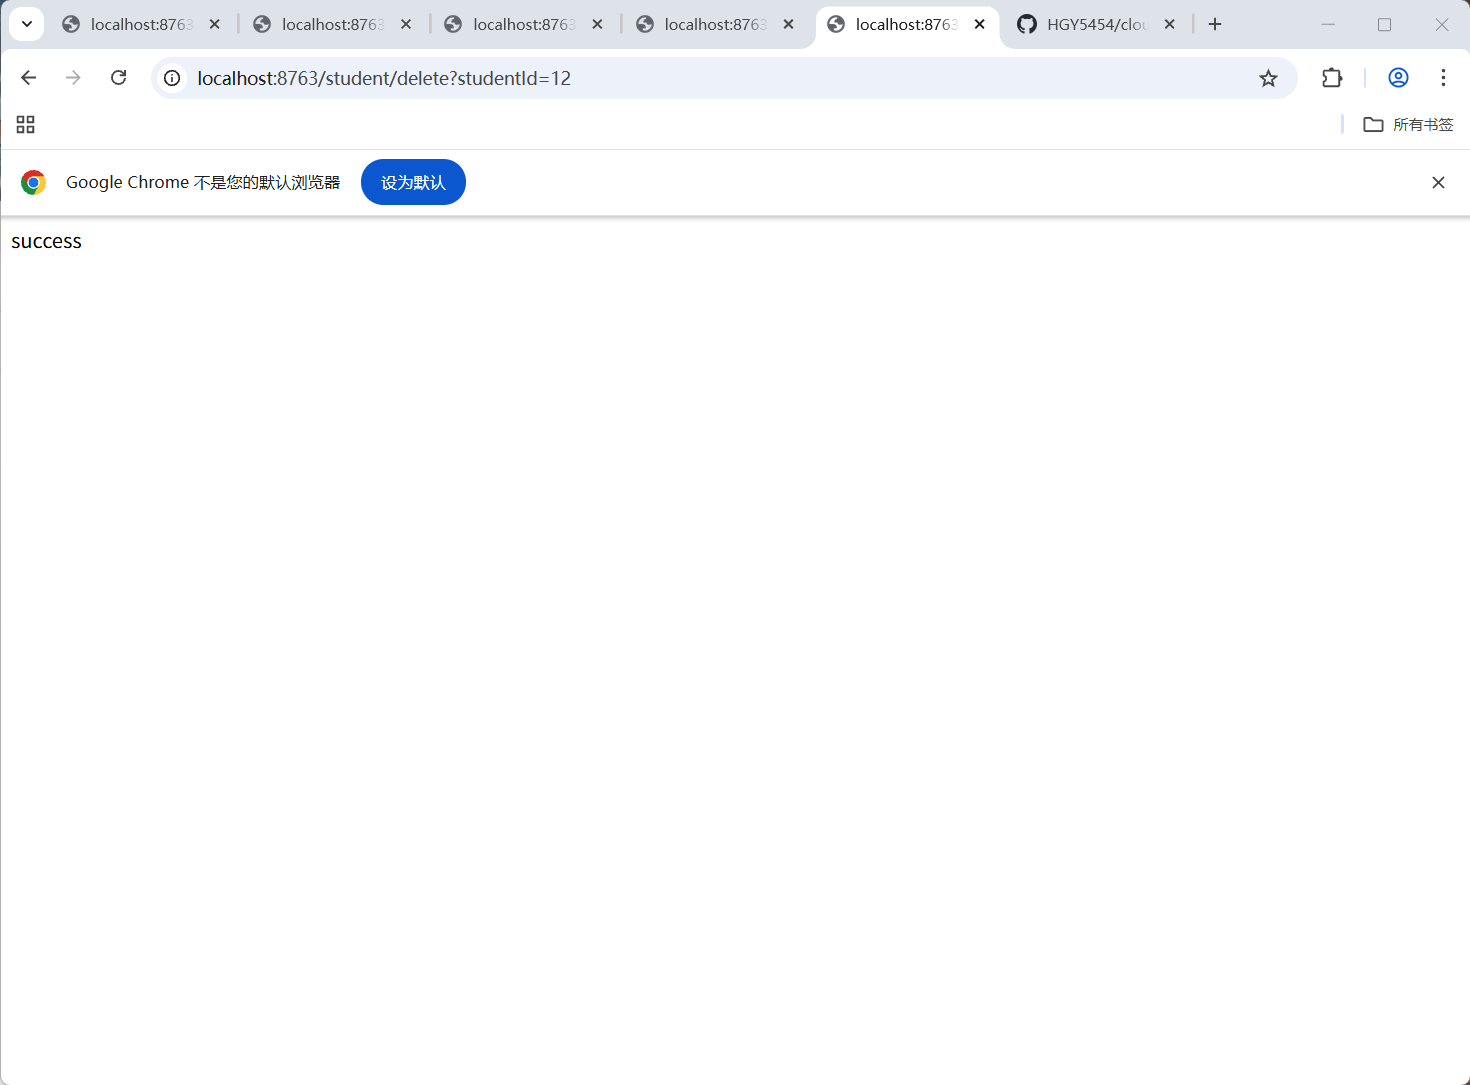 localhost:8763 localhost:8763 localhost:8763 localhost:8763 localhost:8763 HGY5454/clou
localhost:8763/student/delete?studentId=12
所有书签
Google Chrome 不是您的默认浏览器 设为默认
success